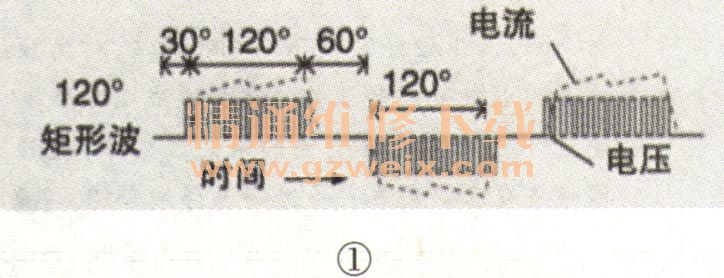 电流
30° 120° 60°
120°
120°
矩形波
精通维修下载
www.gzweix.com
电压
时间
①